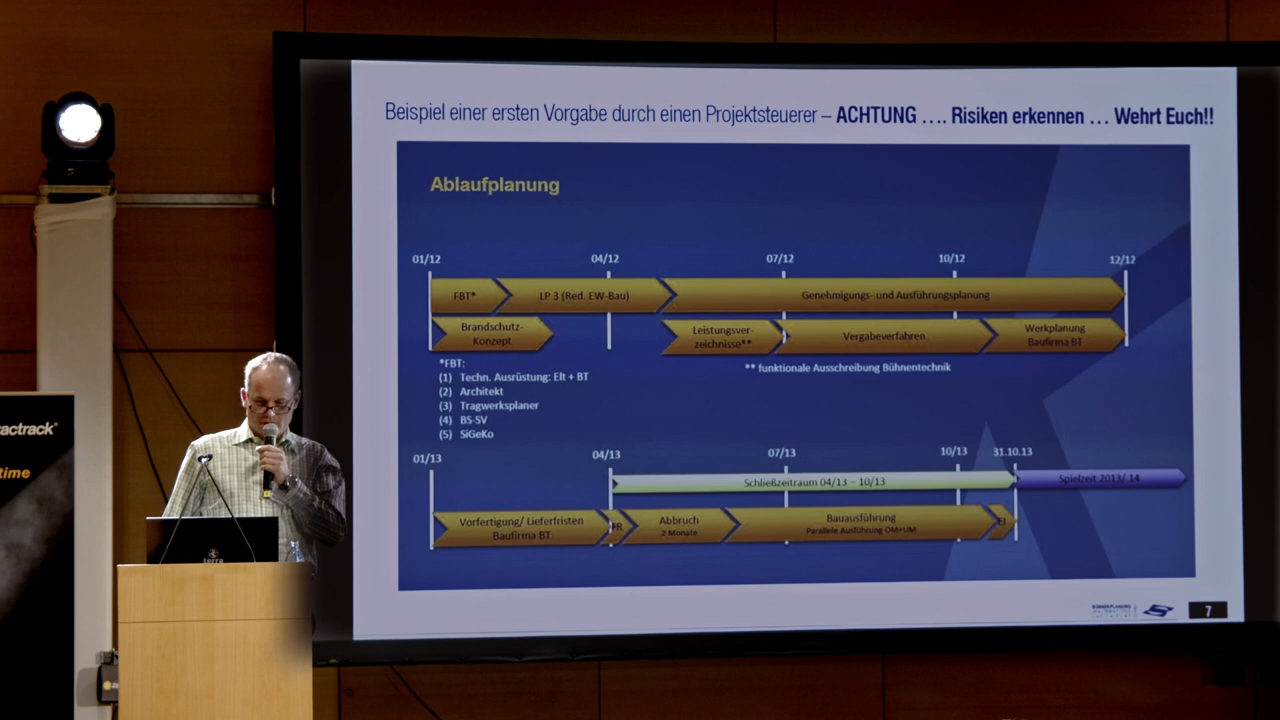 Beispiel einer ersten Vorgabe durch einen Projektsteuerer – ACHTUNG .... Risiken erkennen ... Wehrt Euch!!
Ablaufplanung
01/12 04/12 07/12 10/12 12/12
FBT* LP 3 (Red. EW-Bau) Genehmigungs- und Ausführungsplanung
Brandschutz-
Konzept
Leistungsver-
zeichnisse**
Vergabeverfahren
Werkplanung
Baufirma BT
*FBT:
(1) Techn. Ausrüstung: Elt + BT
(2) Architekt
(3) Tragwerksplaner
(4) BS-SV
(5) SiGeKo
** funktionale Ausschreibung Bühnentechnik
01/13 04/13 07/13 10/13 31.10.13
Schließzeitraum 04/13 – 10/13 Spielzeit 2013/ 14
Vorfertigung/ Lieferfristen
Baufirma BT
Abbruch
2 Monate
Bauausführung
Parallele Ausführung OM+UM
7
actrack
time
terra